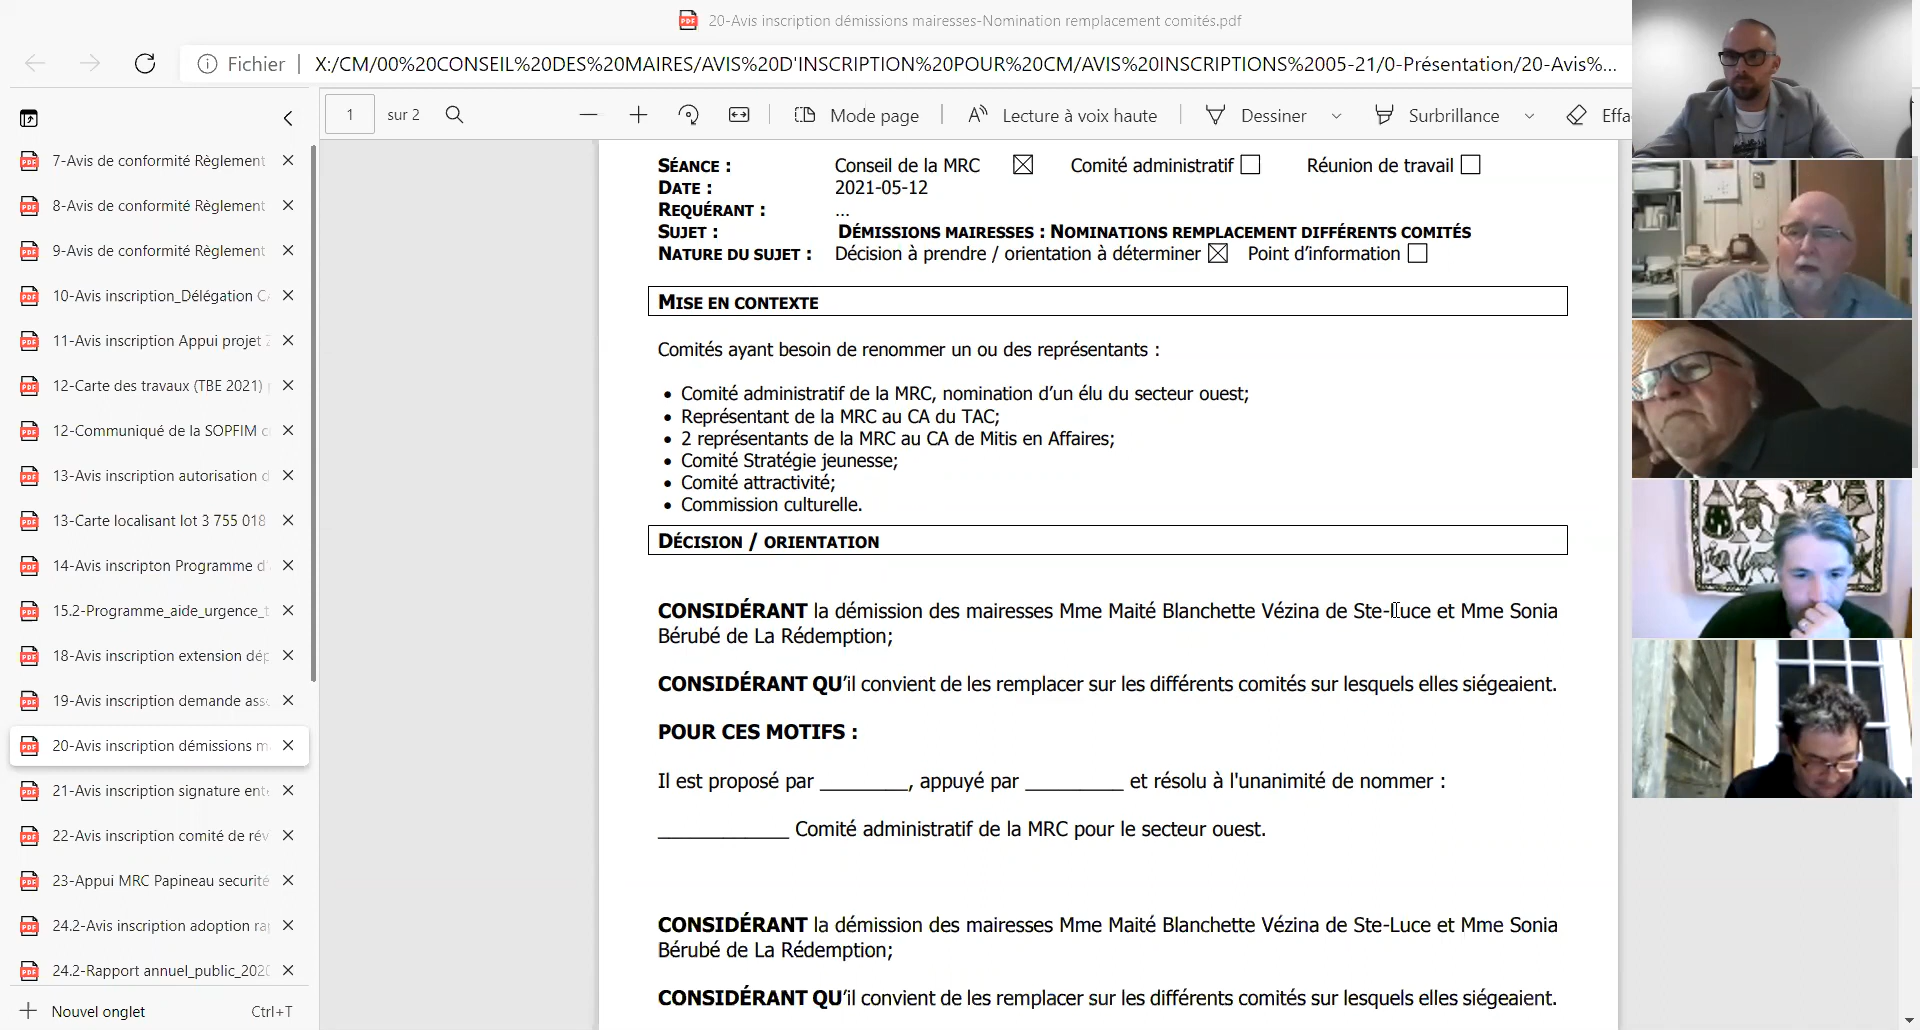 20-Avis inscription démissions mairesses-Nomination remplacement comités.pdf
Fichier
X:/CM/00%20CONSEIL%20DES%20MAIRES/AVIS%20D'INSCRIPTION%20POUR%20CM/AVIS%20INSCRIPTIONS%2005-21/0-Présentation/20-Avis%...
1 sur 2
Mode page
Lecture à voix haute
Dessiner
Surbrillance
Effa
7-Avis de conformité Règlement
8-Avis de conformité Règlement
9-Avis de conformité Règlement
10-Avis inscription_Délégation CA
11-Avis inscription Appui projet
12-Carte des travaux (TBE 2021)
12-Communiqué de la SOPFIM c
13-Avis inscription autorisation d
13-Carte localisant lot 3 755 018
14-Avis inscripton Programme d'
15.2-Programme_aide_urgence_t
18-Avis inscription extension dép
19-Avis inscription demande asso
20-Avis inscription démissions m
21-Avis inscription signature ente
22-Avis inscription comité de rév
23-Appui MRC Papineau securité
24.2-Avis inscription adoption rap
24.2-Rapport annuel_public_2020
Nouvel onglet Ctrl+T
SÉANCE : Conseil de la MRC ☒ Comité administratif ☐ Réunion de travail ☐
DATE : 2021-05-12
REQUÉRANT : ...
SUJET : DÉMISSIONS MAIRESSES : NOMINATIONS REMPLACEMENT DIFFÉRENTS COMITÉS
NATURE DU SUJET : Décision à prendre / orientation à déterminer ☒ Point d'information ☐
MISE EN CONTEXTE
Comités ayant besoin de renommer un ou des représentants :
• Comité administratif de la MRC, nomination d'un élu du secteur ouest;
• Représentant de la MRC au CA du TAC;
• 2 représentants de la MRC au CA de Mitis en Affaires;
• Comité Stratégie jeunesse;
• Comité attractivité;
• Commission culturelle.
DÉCISION / ORIENTATION
CONSIDÉRANT la démission des mairesses Mme Maité Blanchette Vézina de Ste-Luce et Mme Sonia
Bérubé de La Rédemption;
CONSIDÉRANT QU'il convient de les remplacer sur les différents comités sur lesquels elles siégeaient.
POUR CES MOTIFS :
Il est proposé par ________, appuyé par _________ et résolu à l'unanimité de nommer :
____________ Comité administratif de la MRC pour le secteur ouest.
CONSIDÉRANT la démission des mairesses Mme Maité Blanchette Vézina de Ste-Luce et Mme Sonia
Bérubé de La Rédemption;
CONSIDÉRANT QU'il convient de les remplacer sur les différents comités sur lesquels elles siégeaient.